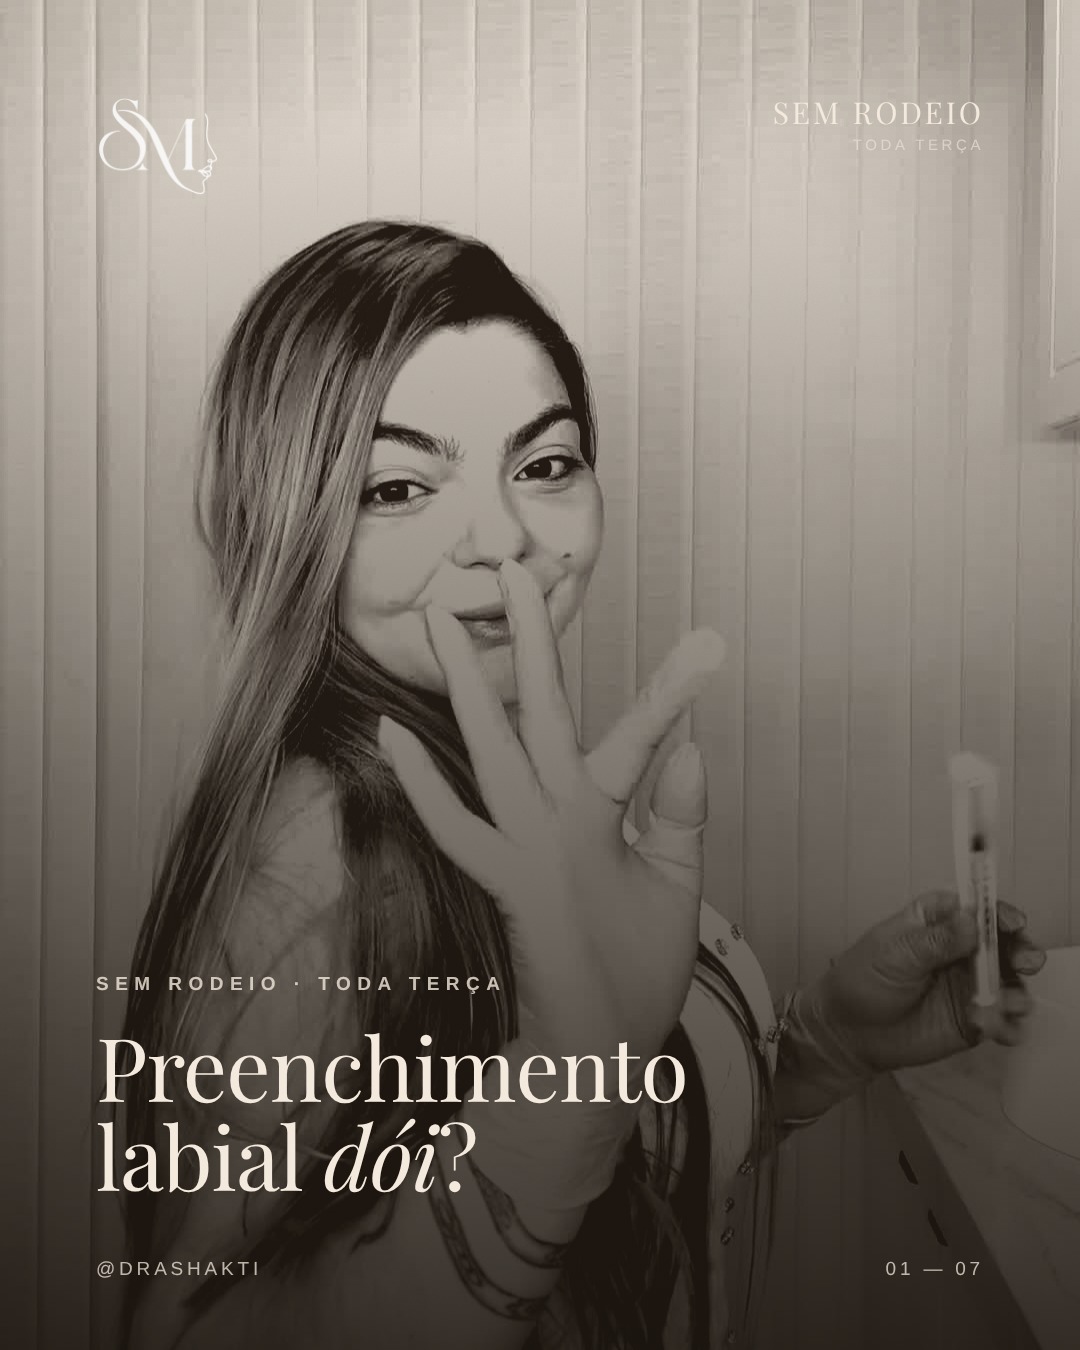 SM
SEM RODEIO
TODA TERÇA
SEM RODEIO · TODA TERÇA
Preenchimento
labial dói?
@DRASHAKTI
01 — 07